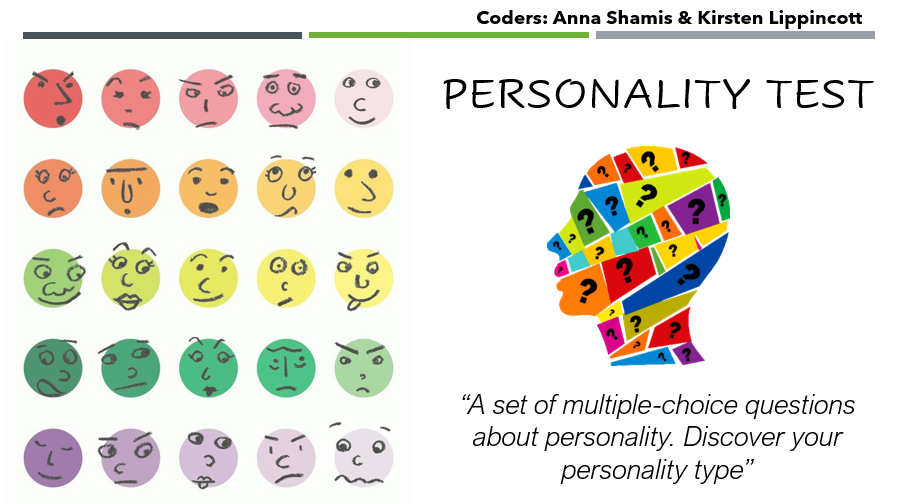 Coders: Anna Shamis & Kirsten Lippincott
PERSONALITY TEST
“A set of multiple-choice questions
about personality. Discover your
personality type”